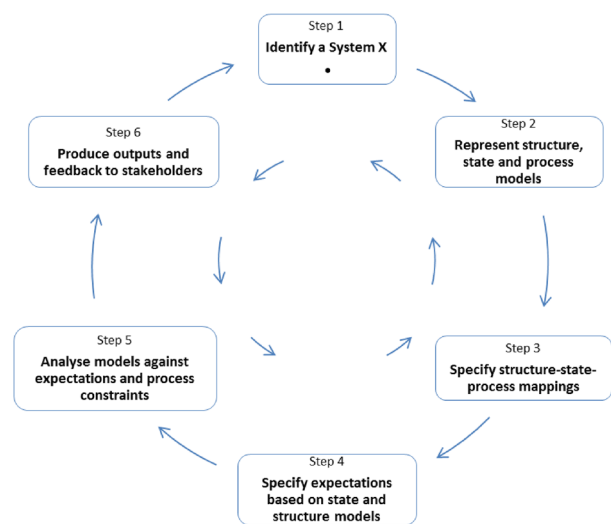 Step 1
Identify a System X
•
Step 2
Represent structure,
state and process
models
Step 3
Specify structure-state-
process mappings
Step 4
Specify expectations
based on state and
structure models
Step 5
Analyse models against
expectations and process
constraints
Step 6
Produce outputs and
feedback to stakeholders